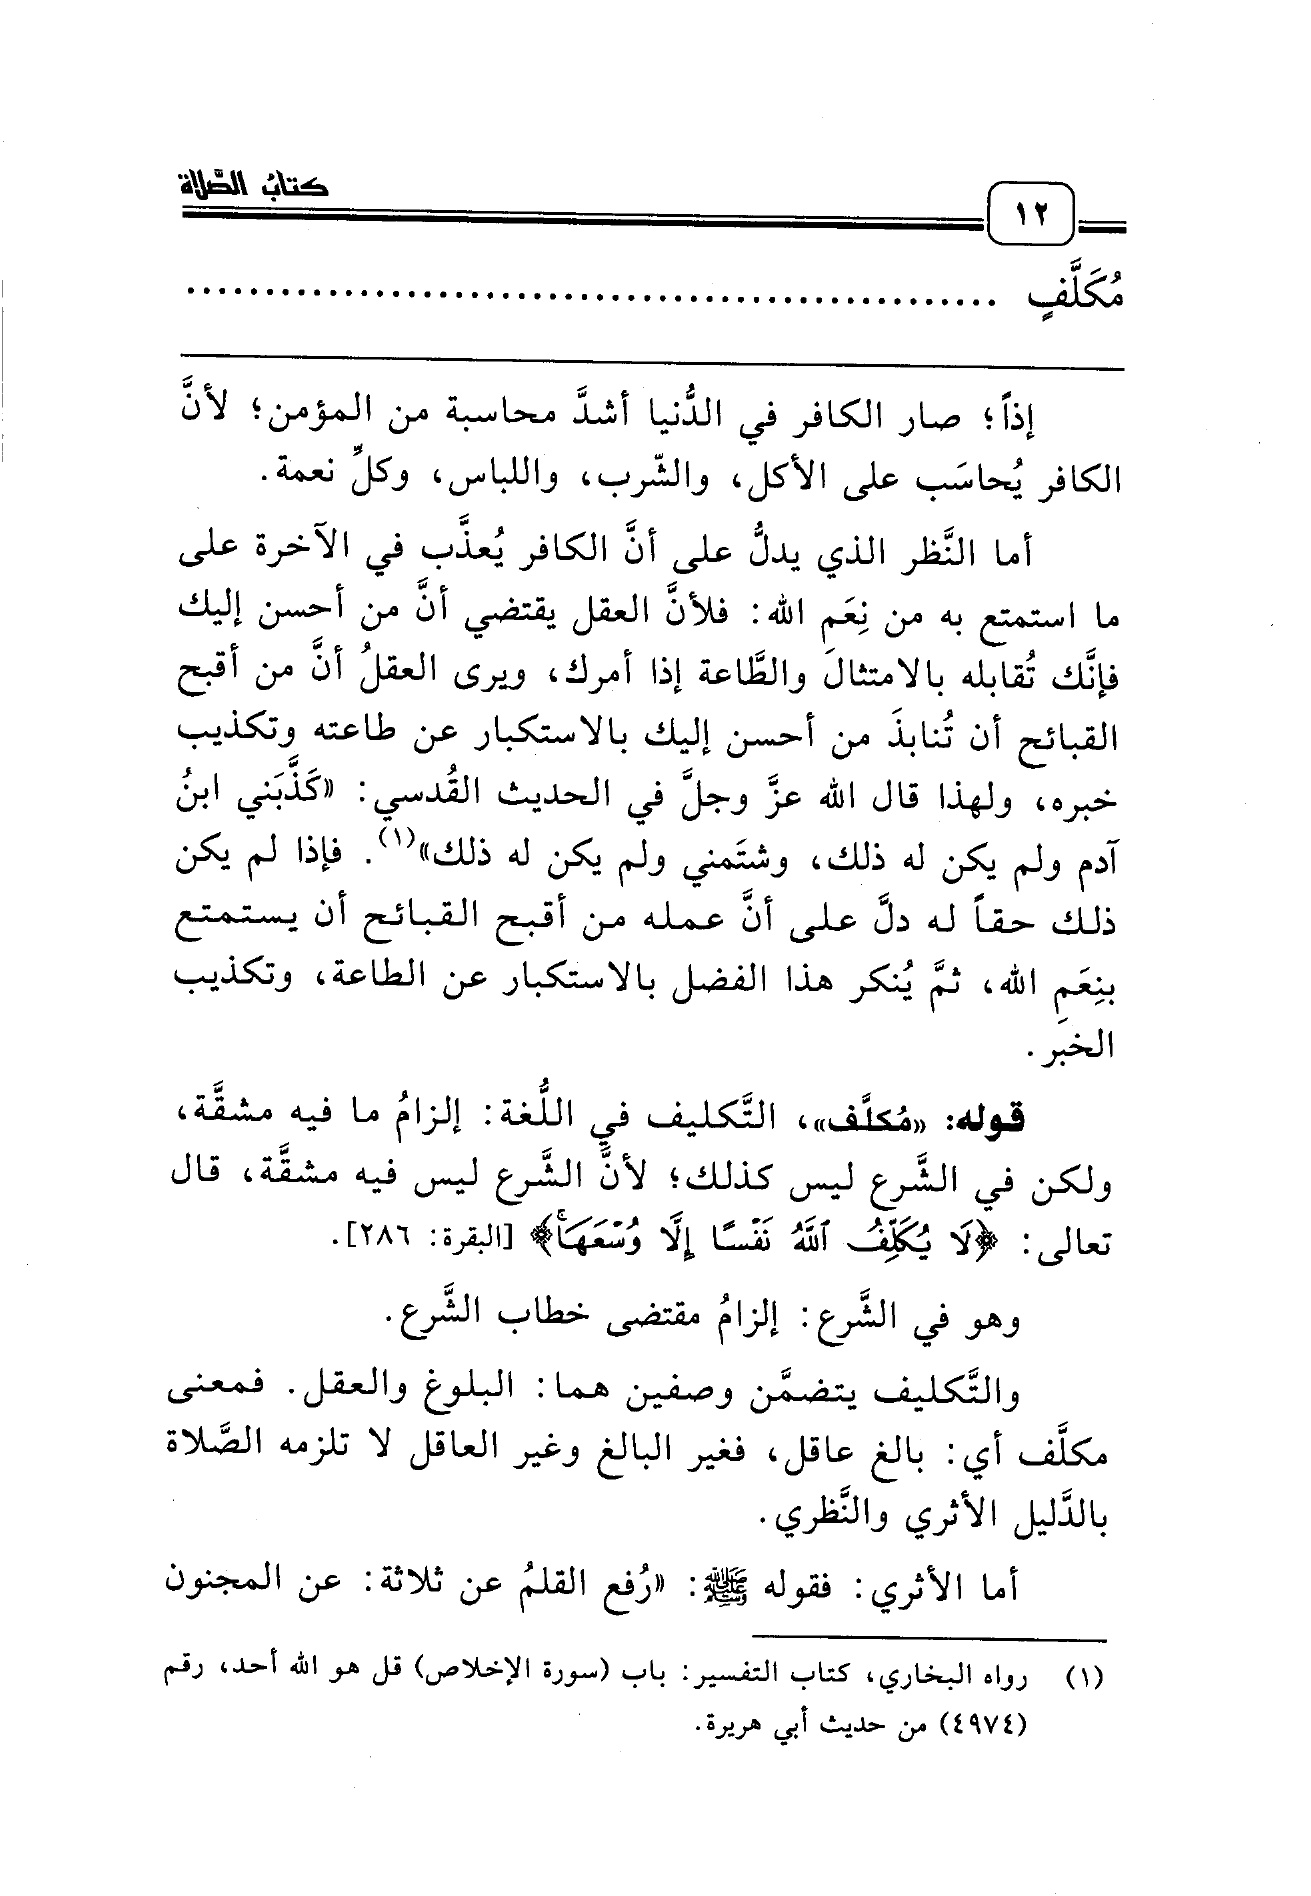 كتابُ الصَّلاة
١٢
مُكَلَّفٍ ..................................................
إذاً؛ صار الكافر في الدُّنيا أشدَّ محاسبة من المؤمن؛ لأنَّ
الكافر يُحاسَب على الأكل، والشّرب، واللباس، وكلِّ نعمة.
أما النَّظر الذي يدلُّ على أنَّ الكافر يُعذَّب في الآخرة على
ما استمتع به من نِعَمِ الله: فلأنَّ العقل يقتضي أنَّ من أحسن إليك
فإنَّك تُقابله بالامتثال والطَّاعة إذا أمرك، ويرى العقلُ أنَّ من أقبح
القبائح أن تُنابذَ من أحسن إليك بالاستكبار عن طاعته وتكذيب
خبره، ولهذا قال الله عزَّ وجلَّ في الحديث القُدسي: «كَذَّبَني ابنُ
آدم ولم يكن له ذلك، وشتَمني ولم يكن له ذلك»(١). فإذا لم يكن
ذلك حقاً له دلَّ على أنَّ عمله من أقبح القبائح أن يستمتع
بنِعَمِ الله، ثمَّ يُنكر هذا الفضل بالاستكبار عن الطاعة، وتكذيب
الخبَر.
قوله: «مُكلَّف»، التَّكليف في اللُّغة: إلزامُ ما فيه مشقَّة،
ولكن في الشَّرع ليس كذلك؛ لأنَّ الشَّرع ليس فيه مشقَّة، قال
تعالى: ﴿لَا يُكَلِّفُ ٱللَّهُ نَفْسًا إِلَّا وُسْعَهَاۚ﴾ [البقرة: ٢٨٦].
وهو في الشَّرع: إلزامُ مقتضى خطاب الشَّرع.
والتَّكليف يتضمَّن وصفين هما: البلوغ والعقل. فمعنى
مكلَّف أي: بالغ عاقل، فغير البالغ وغير العاقل لا تلزمه الصَّلاة
بالدَّليل الأثري والنَّظري.
أما الأثري: فقوله ﷺ: «رُفع القلمُ عن ثلاثة: عن المجنون
(١) رواه البخاري، كتاب التفسير: باب (سورة الإخلاص) قل هو الله أحد، رقم
(٤٩٧٤) من حديث أبي هريرة.